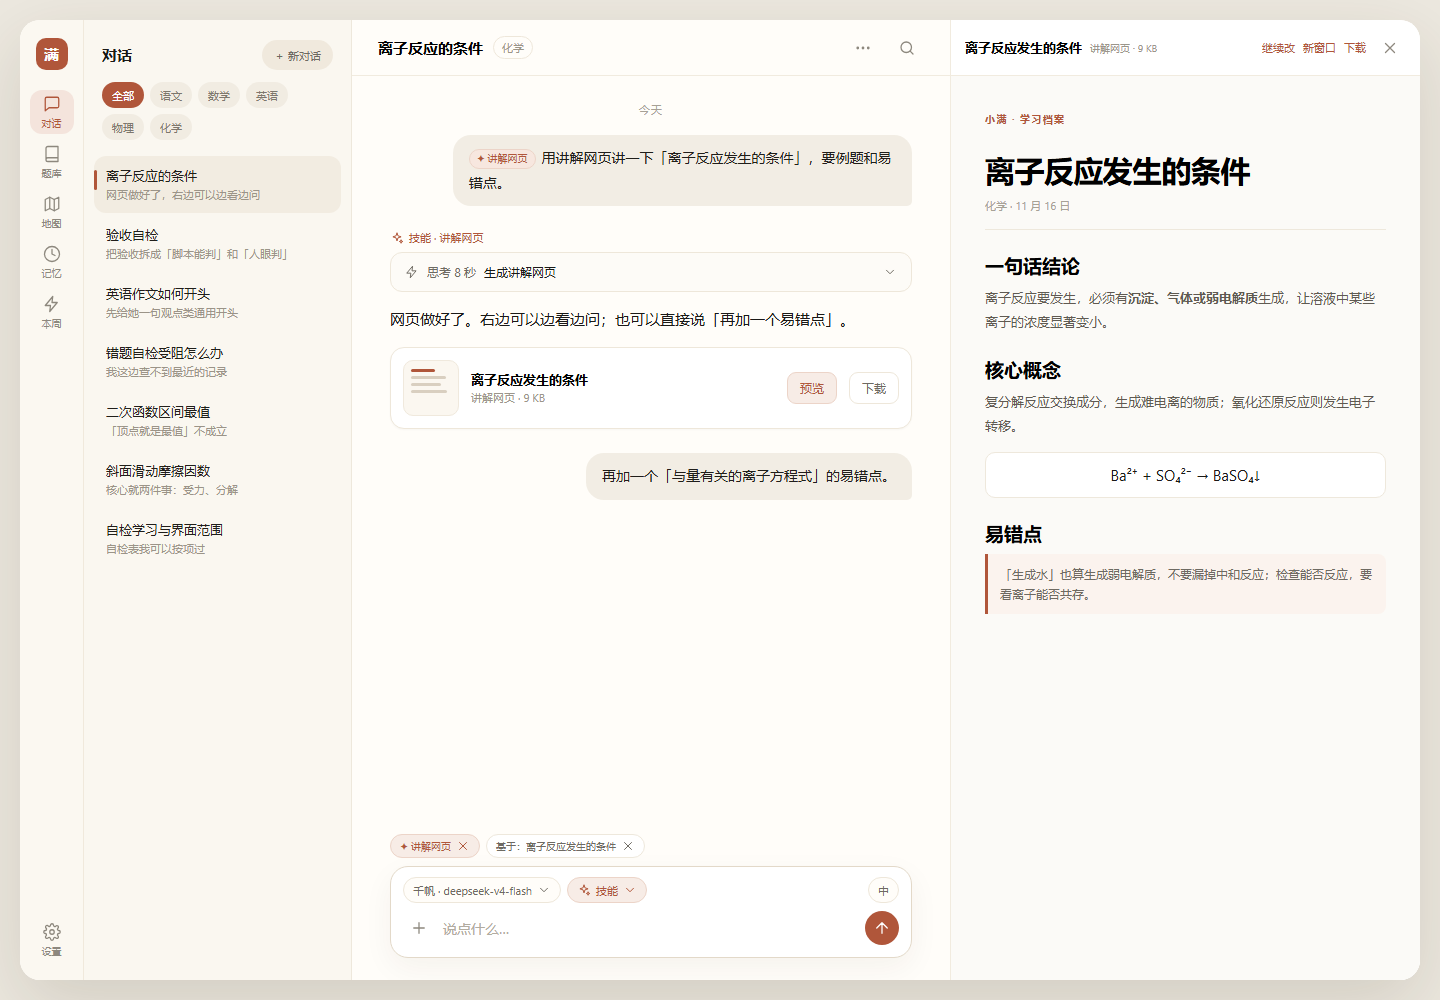 满
对话
题库
地图
记忆
本周
设置
对话
+ 新对话
全部
语文
数学
英语
物理
化学
离子反应的条件
网页做好了，右边可以边看边问
验收自检
把验收拆成「脚本能判」和「人眼判」
英语作文如何开头
先给她一句观点类通用开头
错题自检受阻怎么办
我这边查不到最近的记录
二次函数区间最值
「顶点就是最值」不成立
斜面滑动摩擦因数
核心就两件事：受力、分解
自检学习与界面范围
自检表我可以按项过
离子反应的条件 化学
今天
✦ 讲解网页 用讲解网页讲一下「离子反应发生的条件」，要例题和易
错点。
技能 · 讲解网页
思考 8 秒 生成讲解网页
网页做好了。右边可以边看边问；也可以直接说「再加一个易错点」。
离子反应发生的条件
讲解网页 · 9 KB
预览
下载
再加一个「与量有关的离子方程式」的易错点。
✦ 讲解网页
基于：离子反应发生的条件
千帆 · deepseek-v4-flash
技能
中
说点什么...
离子反应发生的条件 讲解网页 · 9 KB
继续改 新窗口 下载
小满 · 学习档案
离子反应发生的条件
化学 · 11 月 16 日
一句话结论
离子反应要发生，必须有沉淀、气体或弱电解质生成，让溶液中某些
离子的浓度显著变小。
核心概念
复分解反应交换成分，生成难电离的物质；氧化还原反应则发生电子
转移。
Ba²⁺ + SO₄²⁻ → BaSO₄↓
易错点
「生成水」也算生成弱电解质，不要漏掉中和反应；检查能否反应，要
看离子能否共存。